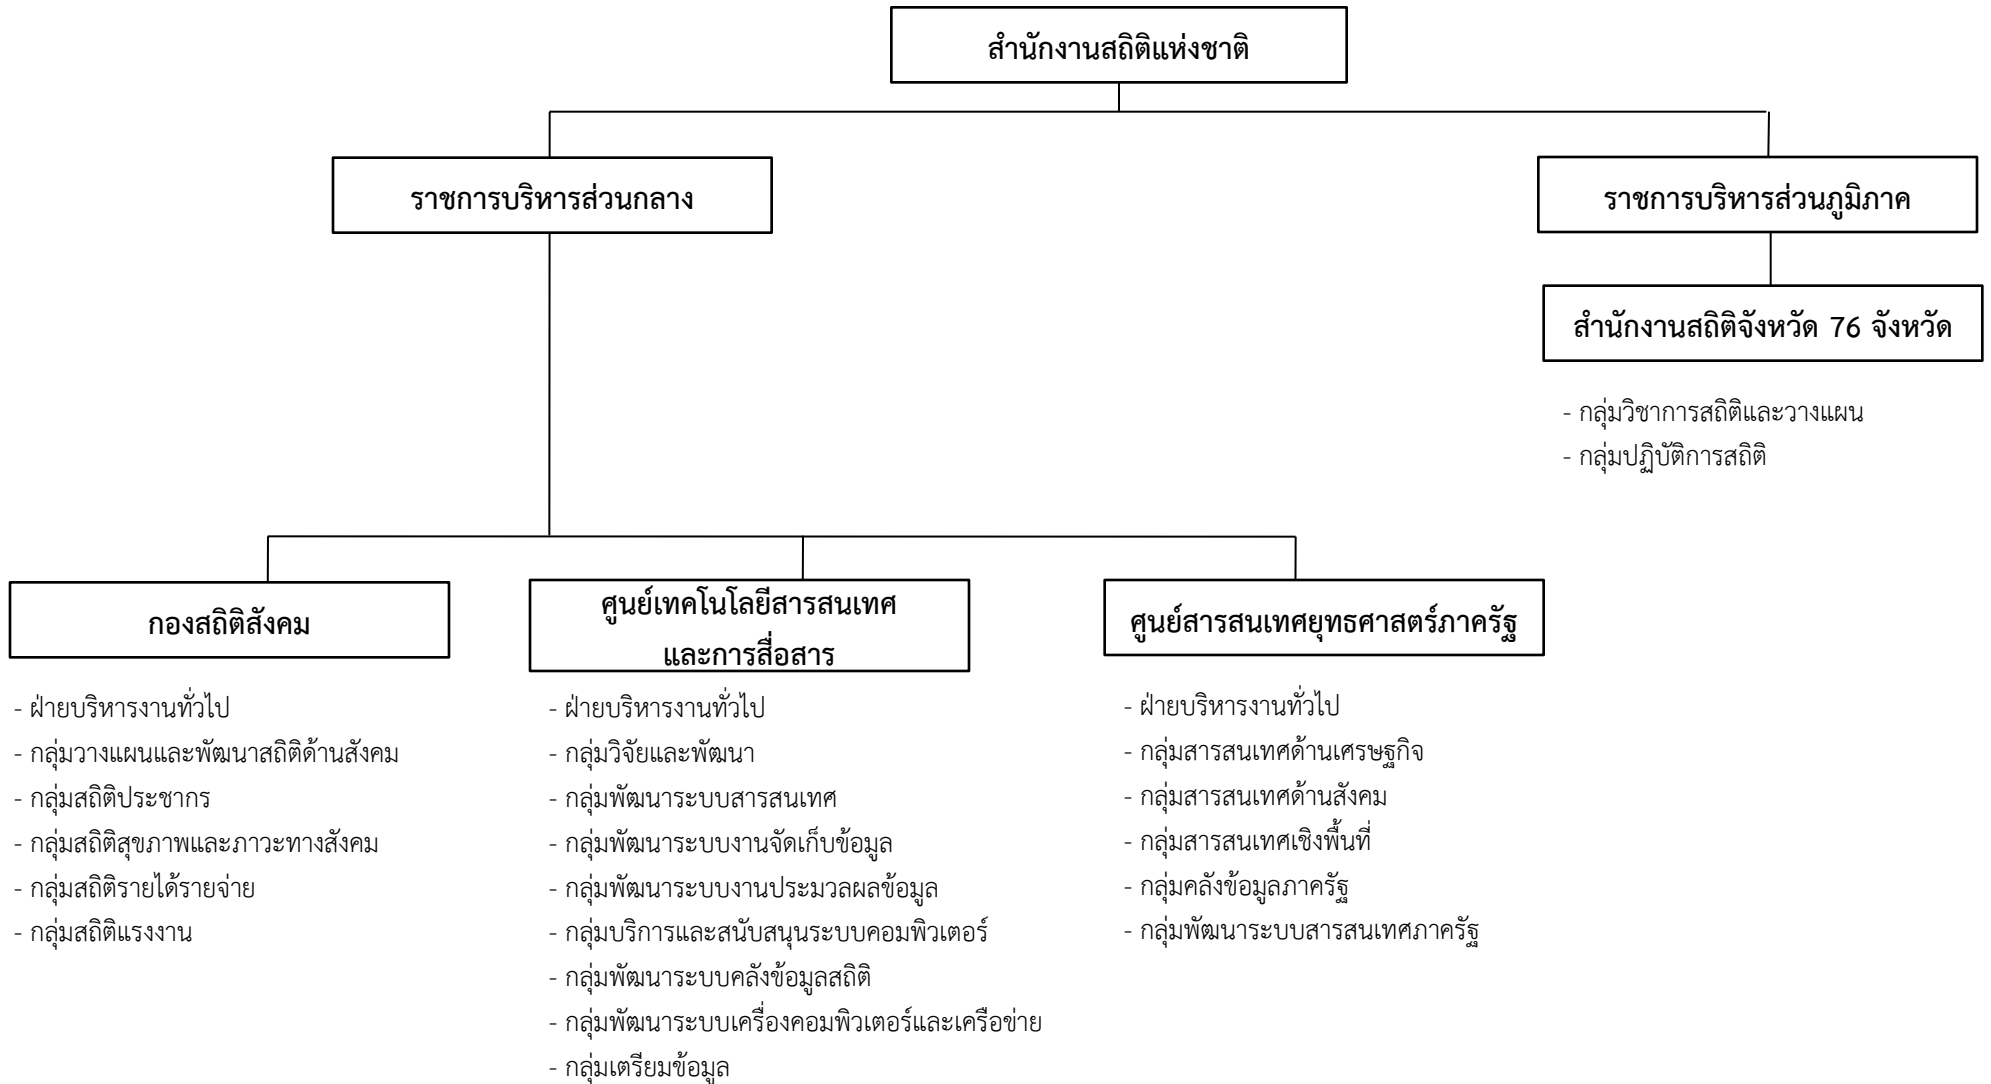 สำนักงานสถิติแห่งชาติ
ราชการบริหารส่วนกลาง
ราชการบริหารส่วนภูมิภาค
สำนักงานสถิติจังหวัด 76 จังหวัด
- กลุ่มวิชาการสถิติและวางแผน
- กลุ่มปฏิบัติการสถิติ
กองสถิติสังคม
- ฝ่ายบริหารงานทั่วไป
- กลุ่มวางแผนและพัฒนาสถิติด้านสังคม
- กลุ่มสถิติประชากร
- กลุ่มสถิติสุขภาพและภาวะทางสังคม
- กลุ่มสถิติรายได้รายจ่าย
- กลุ่มสถิติแรงงาน
ศูนย์เทคโนโลยีสารสนเทศ
และการสื่อสาร
- ฝ่ายบริหารงานทั่วไป
- กลุ่มวิจัยและพัฒนา
- กลุ่มพัฒนาระบบสารสนเทศ
- กลุ่มพัฒนาระบบงานจัดเก็บข้อมูล
- กลุ่มพัฒนาระบบงานประมวลผลข้อมูล
- กลุ่มบริการและสนับสนุนระบบคอมพิวเตอร์
- กลุ่มพัฒนาระบบคลังข้อมูลสถิติ
- กลุ่มพัฒนาระบบเครื่องคอมพิวเตอร์และเครือข่าย
- กลุ่มเตรียมข้อมูล
ศูนย์สารสนเทศยุทธศาสตร์ภาครัฐ
- ฝ่ายบริหารงานทั่วไป
- กลุ่มสารสนเทศด้านเศรษฐกิจ
- กลุ่มสารสนเทศด้านสังคม
- กลุ่มสารสนเทศเชิงพื้นที่
- กลุ่มคลังข้อมูลภาครัฐ
- กลุ่มพัฒนาระบบสารสนเทศภาครัฐ